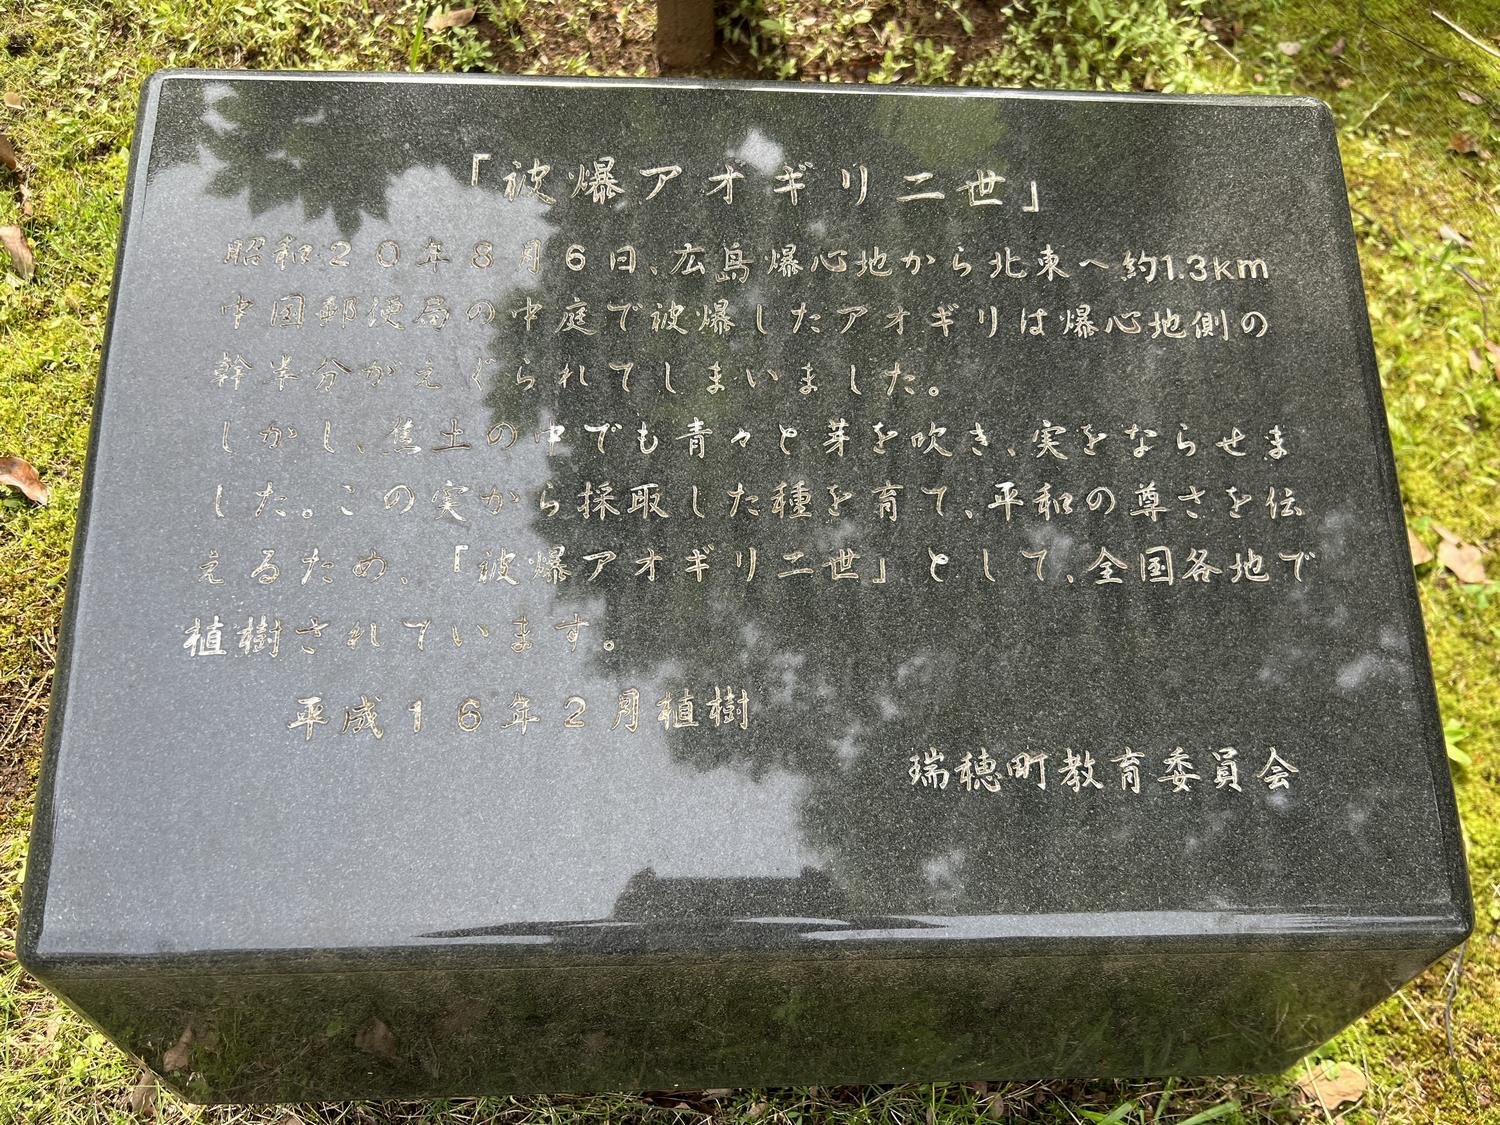 「被爆アオギリ二世」
昭和20年8月6日、広島爆心地から北東へ約1.3km
中国郵便局の中庭で被爆したアオギリは爆心地側の
幹半分がえぐられてしまいました。
しかし、焦土の中でも青々と芽を吹き、実をならせま
した。この実から採取した種を育て、平和の尊さを伝
えるため、「被爆アオギリ二世」として、全国各地で
植樹されています。
平成16年2月植樹
瑞穂町教育委員会